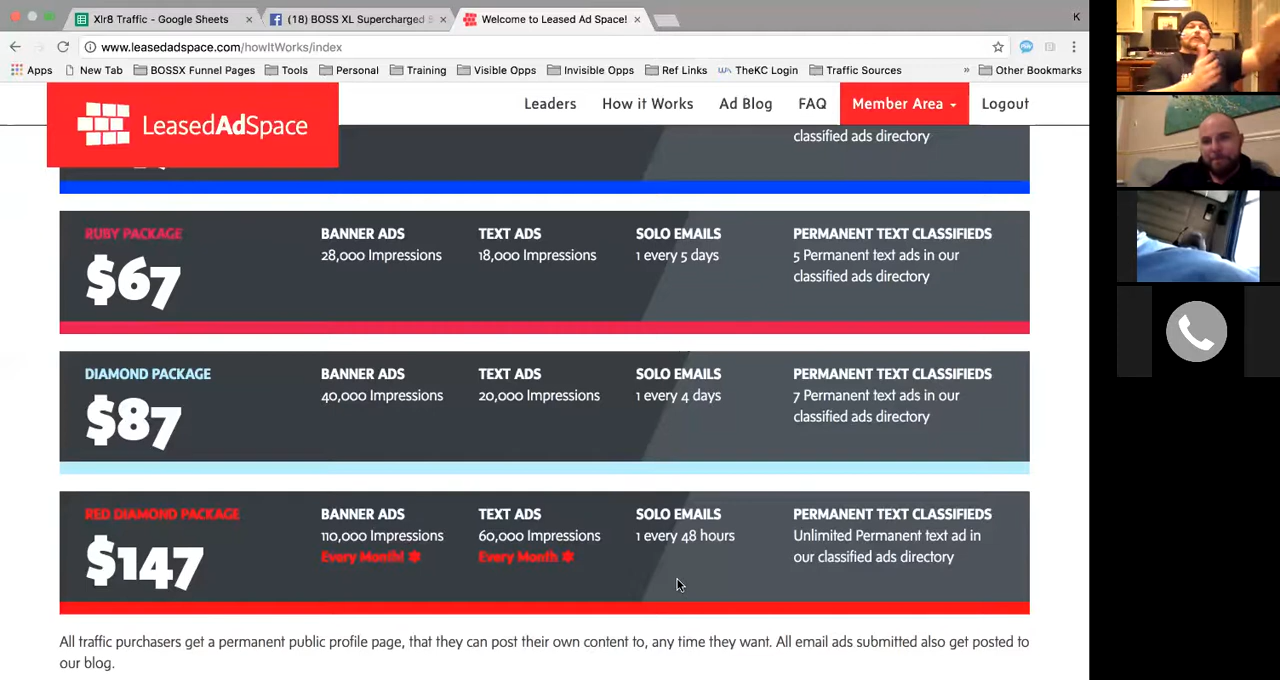 Xlr8 Traffic - Google Sheets
(18) BOSS XL Supercharged S
Welcome to Leased Ad Space!
K
www.leasedadspace.com/howItWorks/index
Apps
New Tab
BOSSX Funnel Pages
Tools
Personal
Training
Visible Opps
Invisible Opps
Ref Links
TheKC Login
Traffic Sources
»
Other Bookmarks
LeasedAdSpace
Leaders
How it Works
Ad Blog
FAQ
Member Area
Logout
classified ads directory
RUBY PACKAGE
$67
BANNER ADS
28,000 Impressions
TEXT ADS
18,000 Impressions
SOLO EMAILS
1 every 5 days
PERMANENT TEXT CLASSIFIEDS
5 Permanent text ads in our
classified ads directory
DIAMOND PACKAGE
$87
BANNER ADS
40,000 Impressions
TEXT ADS
20,000 Impressions
SOLO EMAILS
1 every 4 days
PERMANENT TEXT CLASSIFIEDS
7 Permanent text ads in our
classified ads directory
RED DIAMOND PACKAGE
$147
BANNER ADS
110,000 Impressions
Every Month! *
TEXT ADS
60,000 Impressions
Every Month *
SOLO EMAILS
1 every 48 hours
PERMANENT TEXT CLASSIFIEDS
Unlimited Permanent text ad in
our classified ads directory
All traffic purchasers get a permanent public profile page, that they can post their own content to, any time they want. All email ads submitted also get posted to
our blog.